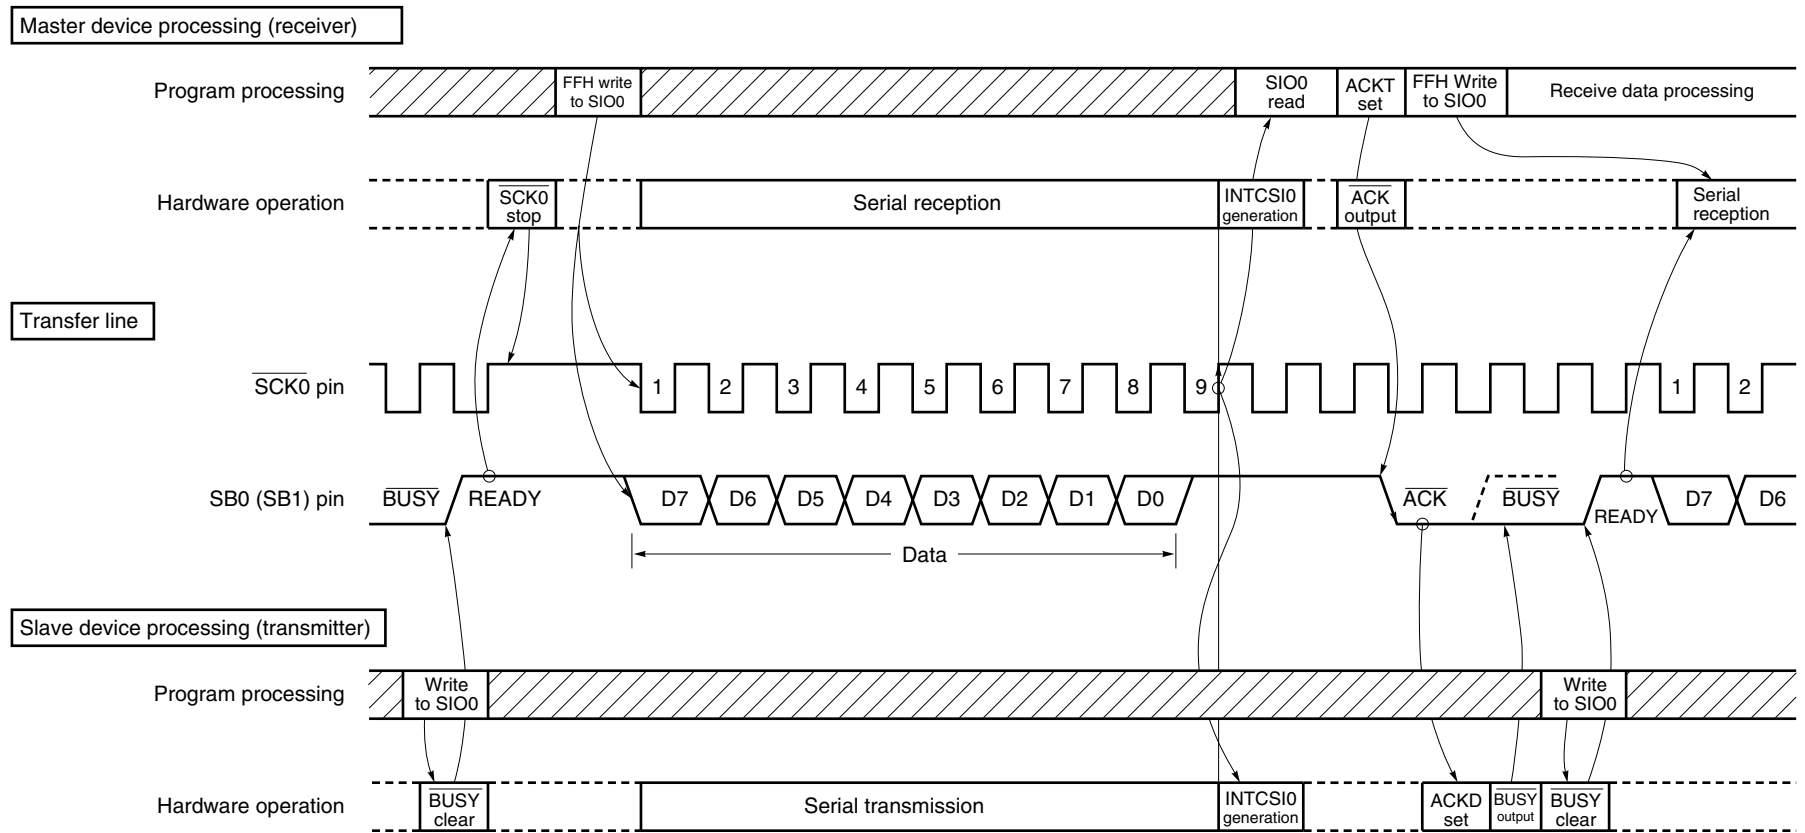 Master device processing (receiver)
Program processing
FFH write
to SIO0
SIO0
read
ACKT
set
FFH Write
to SIO0
Receive data processing
Hardware operation
SCK0
stop
Serial reception
INTCSI0
generation
ACK
output
Serial
reception
Transfer line
SCK0 pin
1 2 3 4 5 6 7 8 9 1 2
SB0 (SB1) pin
BUSY READY D7 D6 D5 D4 D3 D2 D1 D0 ACK BUSY READY D7 D6
Data
Slave device processing (transmitter)
Program processing
Write
to SIO0
Write
to SIO0
Hardware operation
BUSY
clear
Serial transmission
INTCSI0
generation
ACKD
set
BUSY
output
BUSY
clear